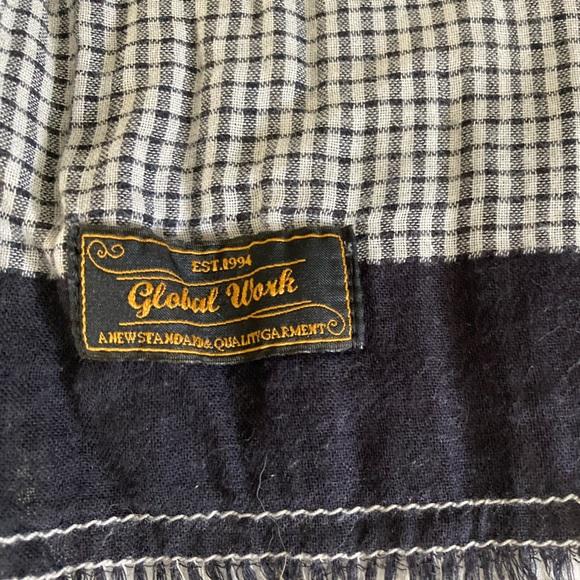 EST.1994
Global Work
A NEW STANDARD & QUALITY GARMENT